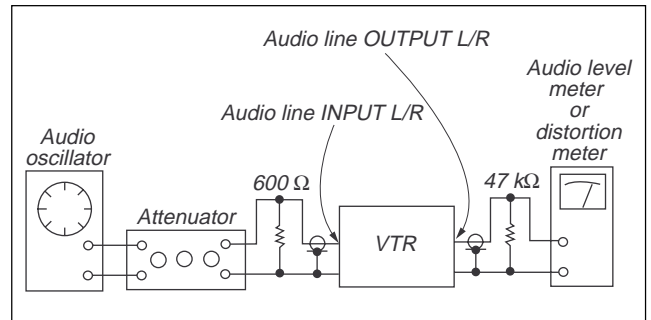 Audio line OUTPUT L/R
Audio level
meter
or
distortion
meter
Audio line INPUT L/R
Audio
oscillator
600 Ω
47 kΩ
Attenuator
VTR